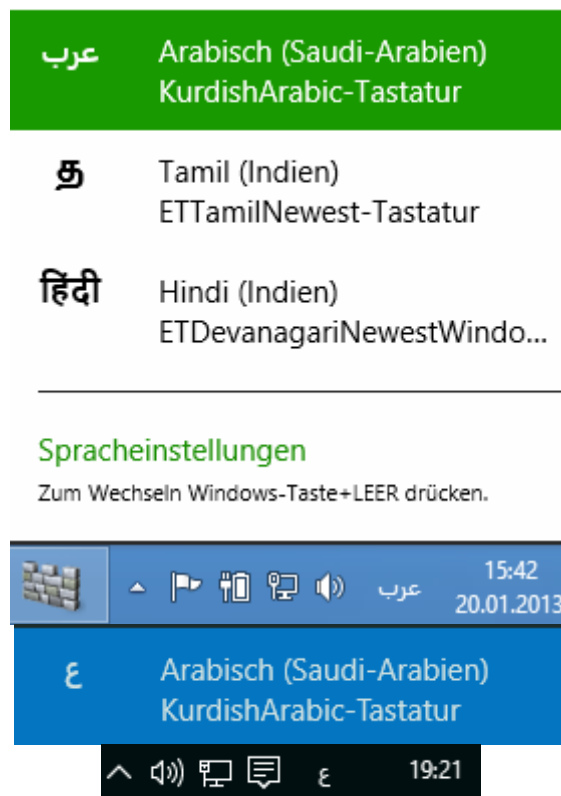 عرب
Arabisch (Saudi-Arabien)
KurdishArabic-Tastatur
த
Tamil (Indien)
ETTamilNewest-Tastatur
हिंदी
Hindi (Indien)
ETDevanagariNewestWindo...
Spracheinstellungen
Zum Wechseln Windows-Taste+LEER drücken.
عرب
15:42
20.01.2013
ع
Arabisch (Saudi-Arabien)
KurdishArabic-Tastatur
ع 19:21